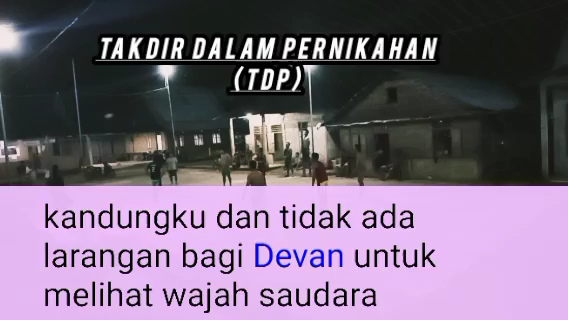 TAKDIR DALAM PERNIKAHAN
(TDP)
kandungku dan tidak ada
larangan bagi Devan untuk
melihat wajah saudara